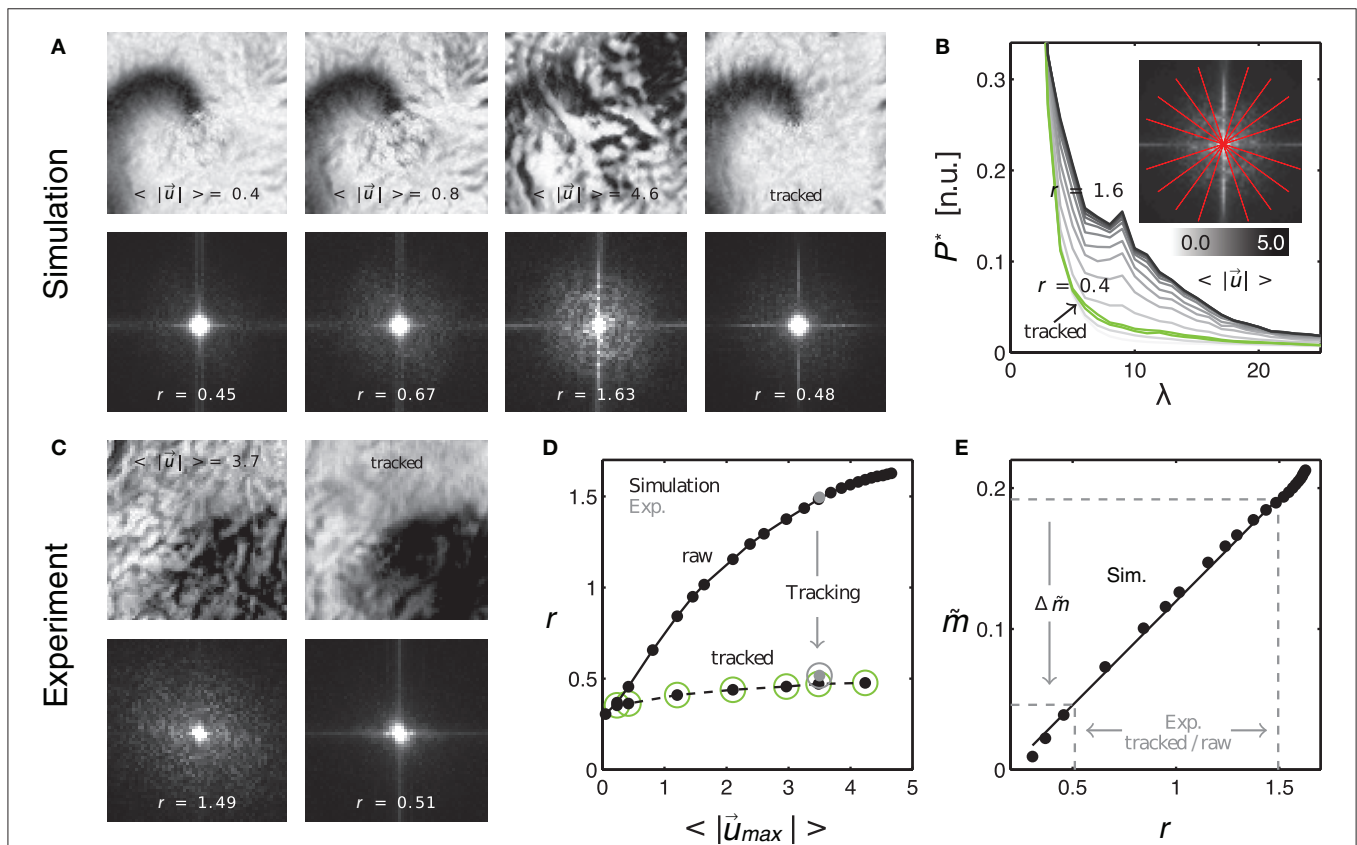 A
Simulation
< |u⃗| > = 0.4
< |u⃗| > = 0.8
< |u⃗| > = 4.6
tracked
r = 0.45
r = 0.67
r = 1.63
r = 0.48
B
P* [n.u.]
0.3
0.2
0.1
0
0
10
20
λ
r = 1.6
r = 0.4
tracked
0.0
5.0
< |u⃗| >
C
Experiment
< |u⃗| > = 3.7
tracked
r = 1.49
r = 0.51
D
r
1.5
1
0.5
0
0
1
2
3
4
5
< |u⃗max| >
Simulation
Exp.
raw
Tracking
tracked
E
m̃
0.2
0.1
0
0.5
1
1.5
r
Sim.
Δ m̃
Exp.
tracked / raw